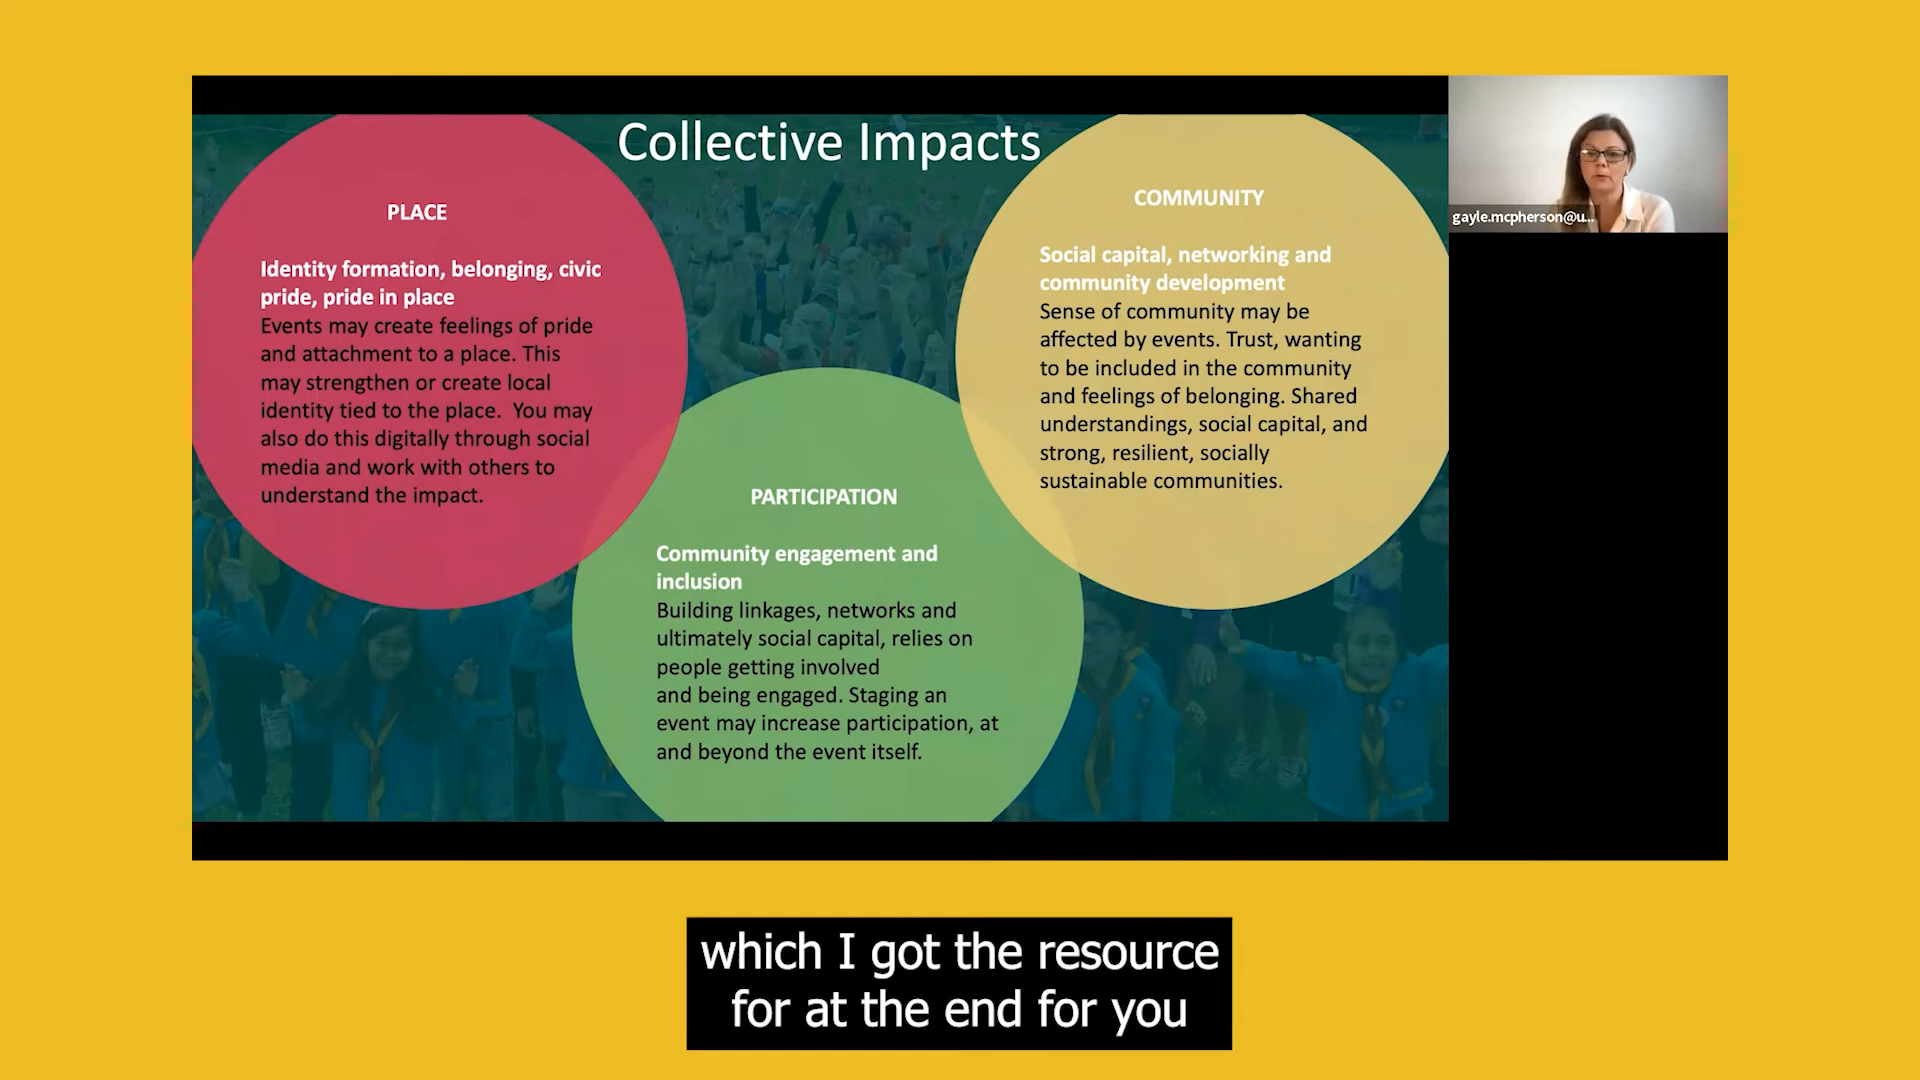 Collective Impacts
PLACE
Identity formation, belonging, civic
pride, pride in place
Events may create feelings of pride
and attachment to a place. This
may strengthen or create local
identity tied to the place.  You may
also do this digitally through social
media and work with others to
understand the impact.
PARTICIPATION
Community engagement and
inclusion
Building linkages, networks and
ultimately social capital, relies on
people getting involved
and being engaged. Staging an
event may increase participation, at
and beyond the event itself.
COMMUNITY
Social capital, networking and
community development
Sense of community may be
affected by events. Trust, wanting
to be included in the community
and feelings of belonging. Shared
understandings, social capital, and
strong, resilient, socially
sustainable communities.
gayle.mcpherson@u...
which I got the resource
for at the end for you